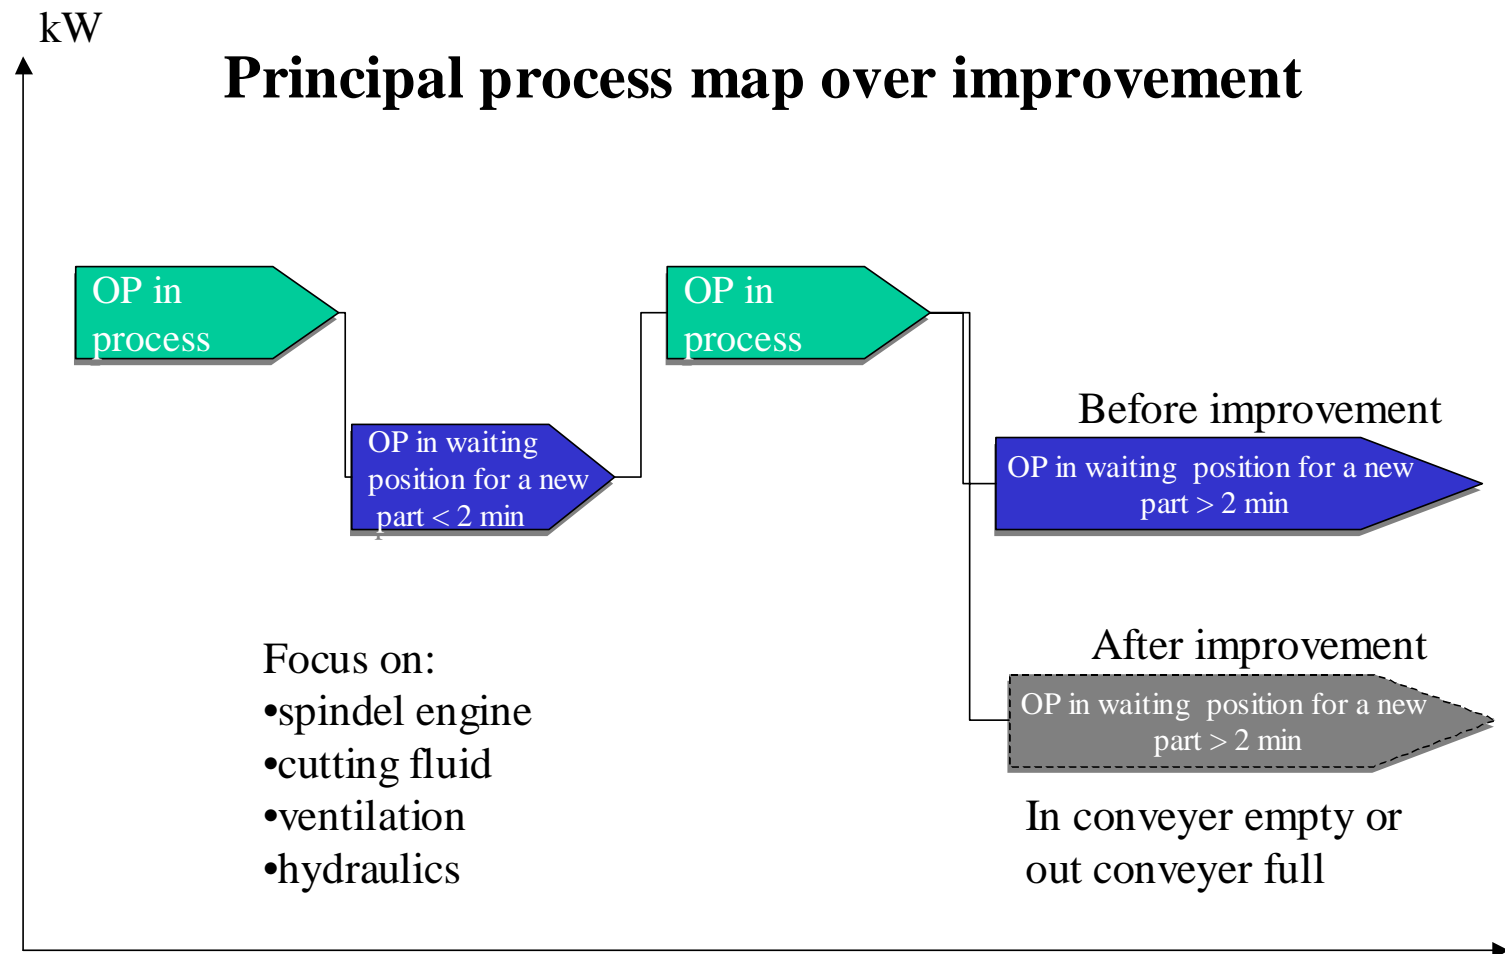 kW
Principal process map over improvement
OP in
process
OP in
process
OP in waiting
position for a new
part < 2 min
Before improvement
OP in waiting  position for a new
part > 2 min
After improvement
OP in waiting  position for a new
part > 2 min
In conveyer empty or
out conveyer full
Focus on:
•spindel engine
•cutting fluid
•ventilation
•hydraulics